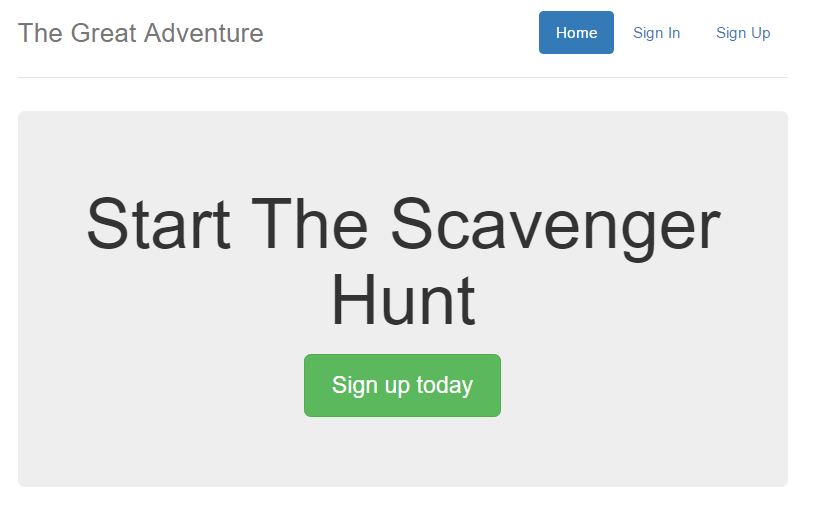 The Great Adventure
Home Sign In Sign Up
Start The Scavenger
Hunt
Sign up today